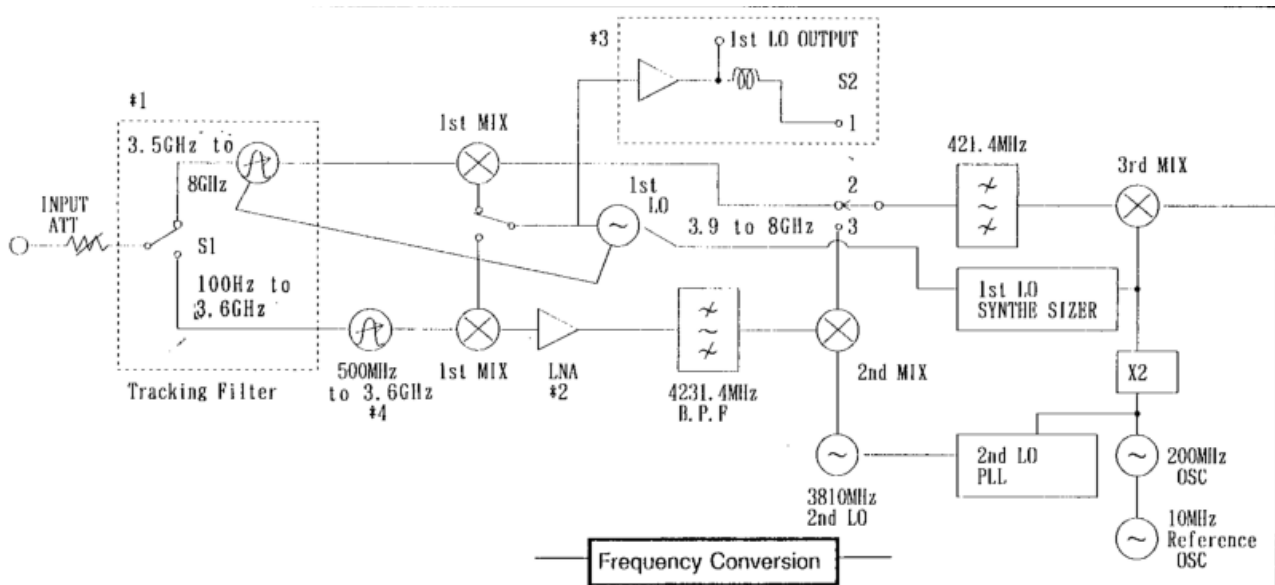 *3
1st LO OUTPUT
S2
1
*1
3.5GHz to
8GHz
1st MIX
421.4MHz
3rd MIX
INPUT
ATT
S1
1st
LO
2
3.9 to 8GHz
3
100Hz to
3.6GHz
1st LO
SYNTHE SIZER
Tracking Filter
500MHz
to 3.6GHz
*4
1st MIX
LNA
*2
4231.4MHz
B.P.F
2nd MIX
X2
2nd LO
PLL
200MHz
OSC
3810MHz
2nd LO
10MHz
Reference
OSC
Frequency Conversion